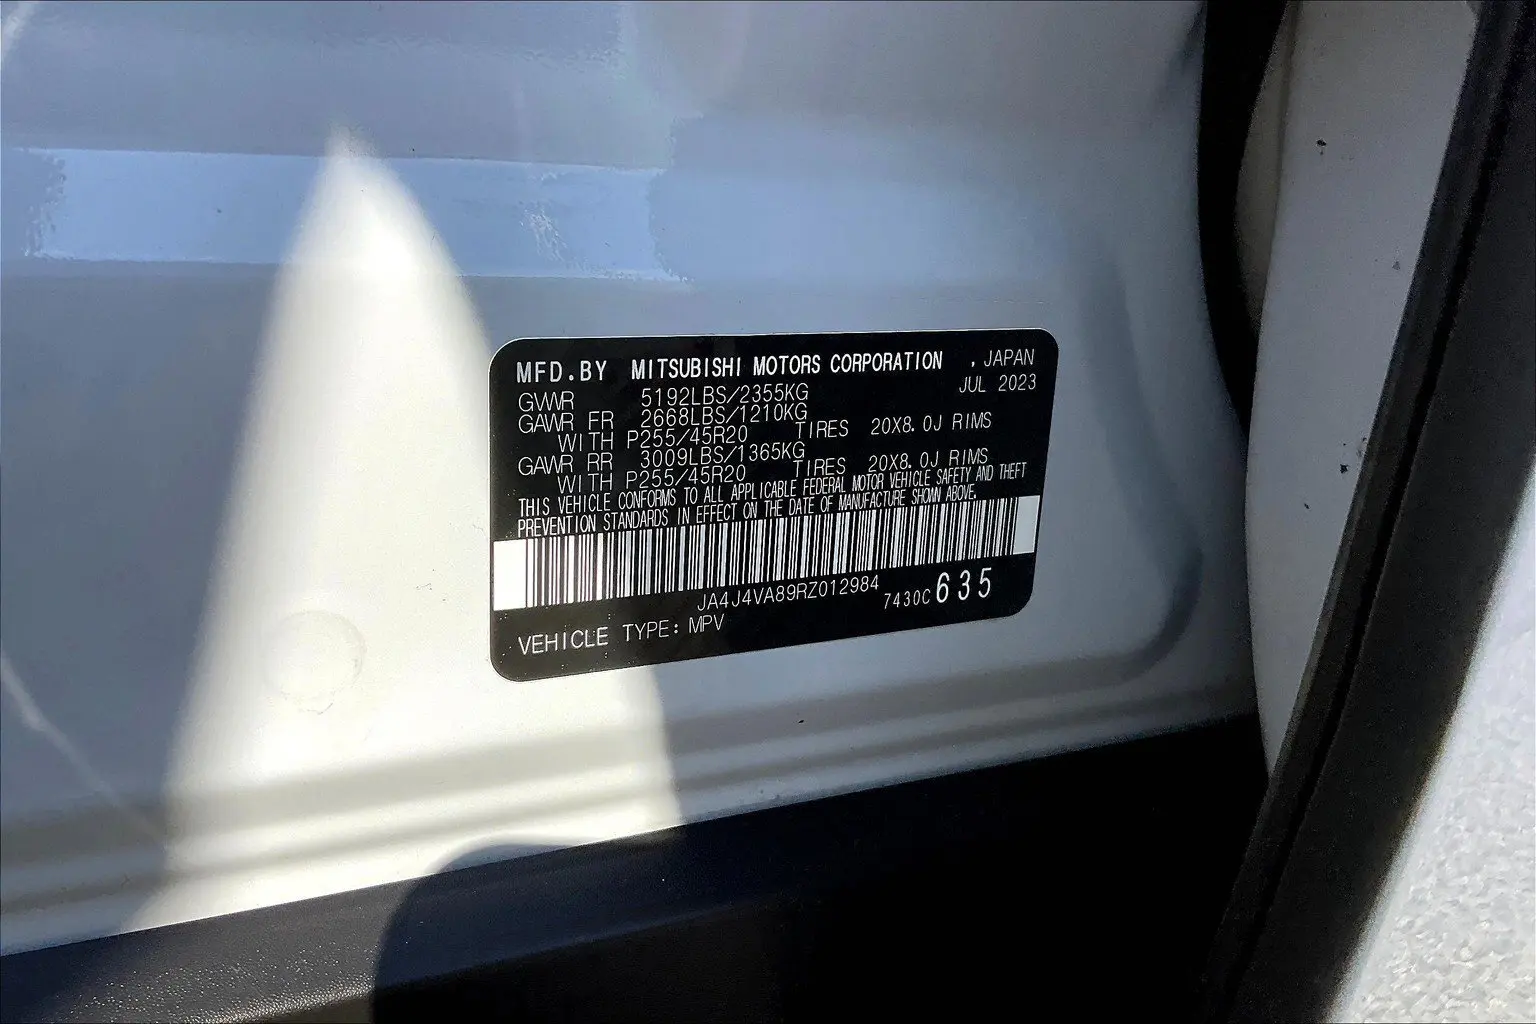 MFD.BY MITSUBISHI MOTORS CORPORATION , JAPAN
JUL 2023
GVWR 5192LBS/2355KG
GAWR FR 2668LBS/1210KG
WITH P255/45R20 TIRES 20X8.0J RIMS
GAWR RR 3009LBS/1365KG
WITH P255/45R20 TIRES 20X8.0J RIMS
THIS VEHICLE CONFORMS TO ALL APPLICABLE FEDERAL MOTOR VEHICLE SAFETY AND THEFT
PREVENTION STANDARDS IN EFFECT ON THE DATE OF MANUFACTURE SHOWN ABOVE.
JA4J4VA89RZ012984
7430C 635
VEHICLE TYPE: MPV